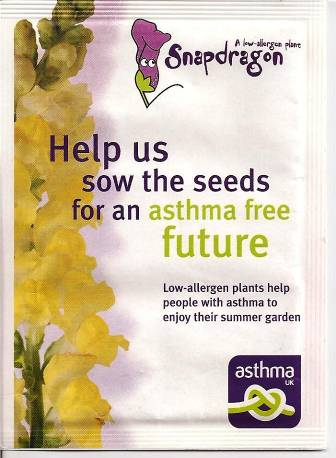 A low-allergen plant
Snapdragon
Help us
sow the seeds
for an asthma free
future
Low-allergen plants help
people with asthma to
enjoy their summer garden
asthma
UK